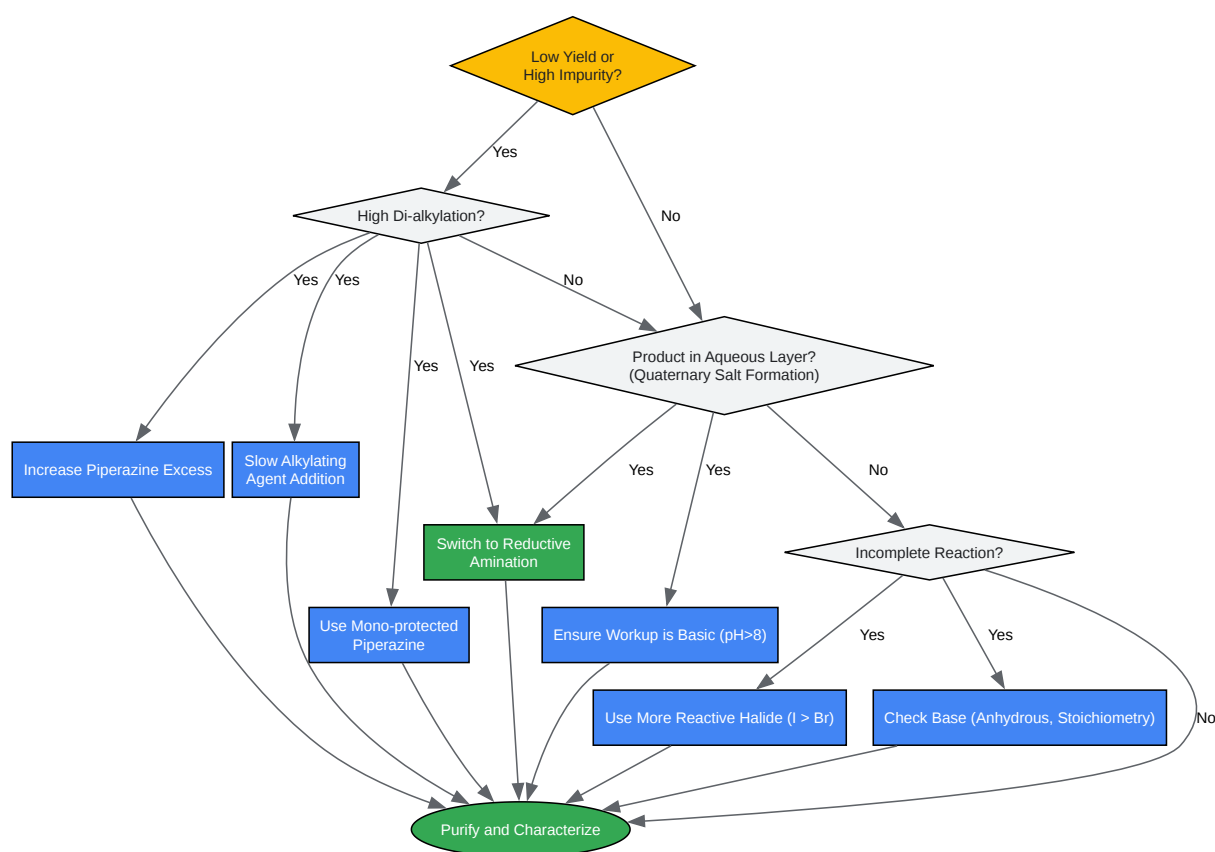 Low Yield or
High Impurity?
Yes
High Di-alkylation?
No
Yes
Yes
No
Product in Aqueous Layer?
(Quaternary Salt Formation)
Yes
Yes
Increase Piperazine Excess
Slow Alkylating
Agent Addition
Yes
Yes
No
Switch to Reductive
Amination
Incomplete Reaction?
Use Mono-protected
Piperazine
Ensure Workup is Basic (pH>8)
Yes
Yes
Use More Reactive Halide (I > Br)
Check Base (Anhydrous, Stoichiometry)
No
Purify and Characterize